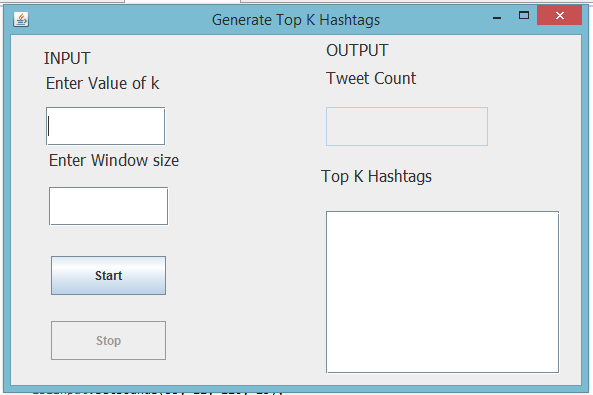 Generate Top K Hashtags
INPUT
Enter Value of k
Enter Window size
Start
Stop
OUTPUT
Tweet Count
Top K Hashtags